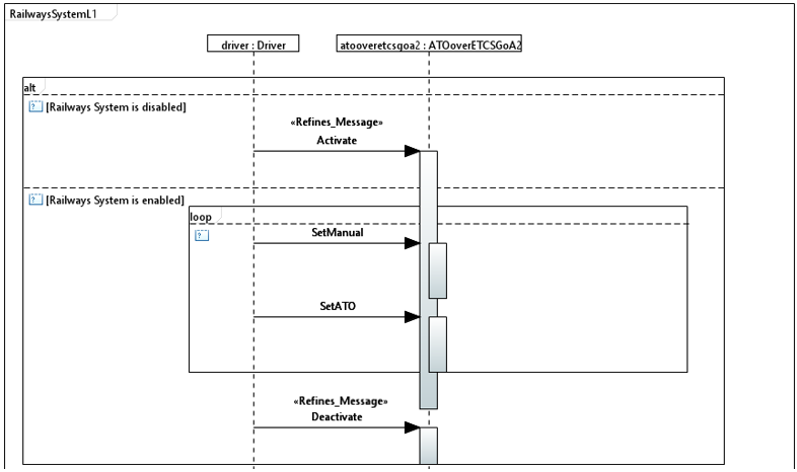 RailwaysSystemL1
driver : Driver
atooveretcsgoa2 : ATOoverETCSGoA2
alt
[Railways System is disabled]
«Refines_Message»
Activate
[Railways System is enabled]
loop
SetManual
SetATO
«Refines_Message»
Deactivate